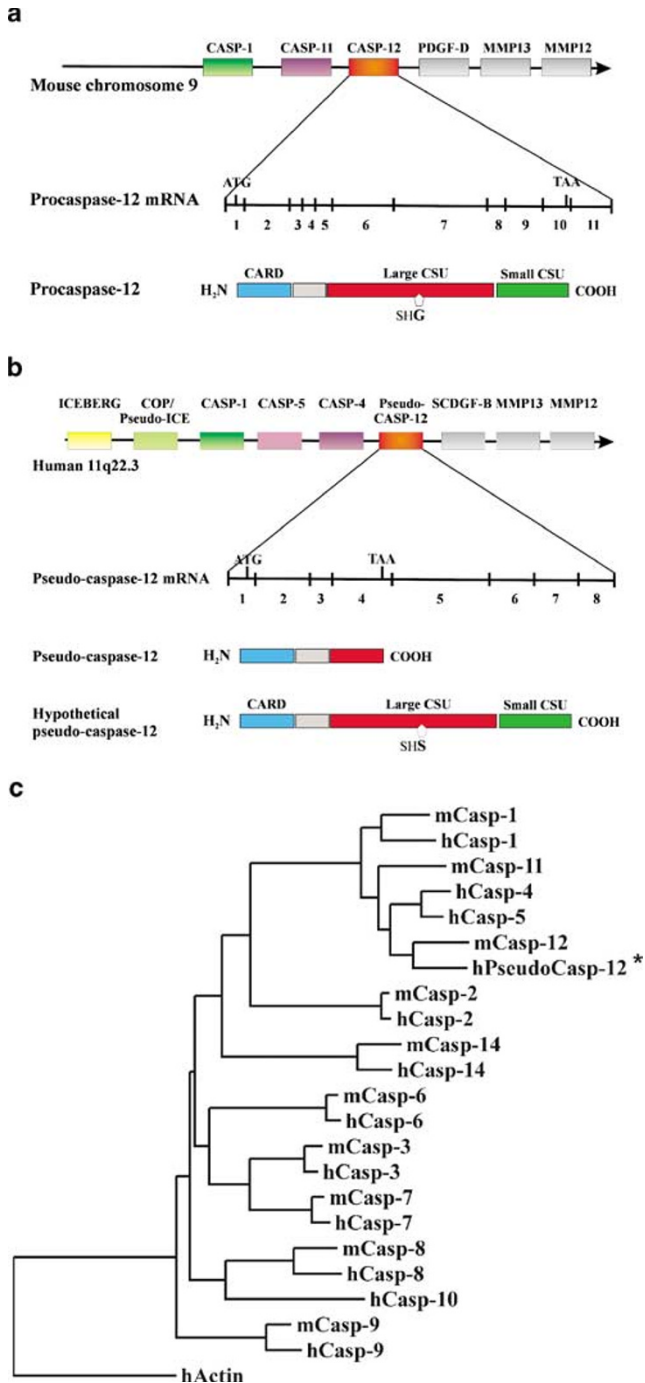 a
CASP-1 CASP-11 CASP-12 PDGF-D MMP13 MMP12
Mouse chromosome 9
ATG TAA
Procaspase-12 mRNA
1 2 3 4 5 6 7 8 9 10 11
CARD Large CSU Small CSU
Procaspase-12 H₂N COOH
SHG
b
ICEBERG COP/ CASP-1 CASP-5 CASP-4 Pseudo- SCDGF-B MMP13 MMP12
Pseudo-ICE CASP-12
Human 11q22.3
ATG TAA
Pseudo-caspase-12 mRNA
1 2 3 4 5 6 7 8
Pseudo-caspase-12 H₂N COOH
CARD Large CSU Small CSU
Hypothetical H₂N COOH
pseudo-caspase-12
SHS
c
mCasp-1
hCasp-1
mCasp-11
hCasp-4
hCasp-5
mCasp-12
hPseudoCasp-12 *
mCasp-2
hCasp-2
mCasp-14
hCasp-14
mCasp-6
hCasp-6
mCasp-3
hCasp-3
mCasp-7
hCasp-7
mCasp-8
hCasp-8
hCasp-10
mCasp-9
hCasp-9
hActin